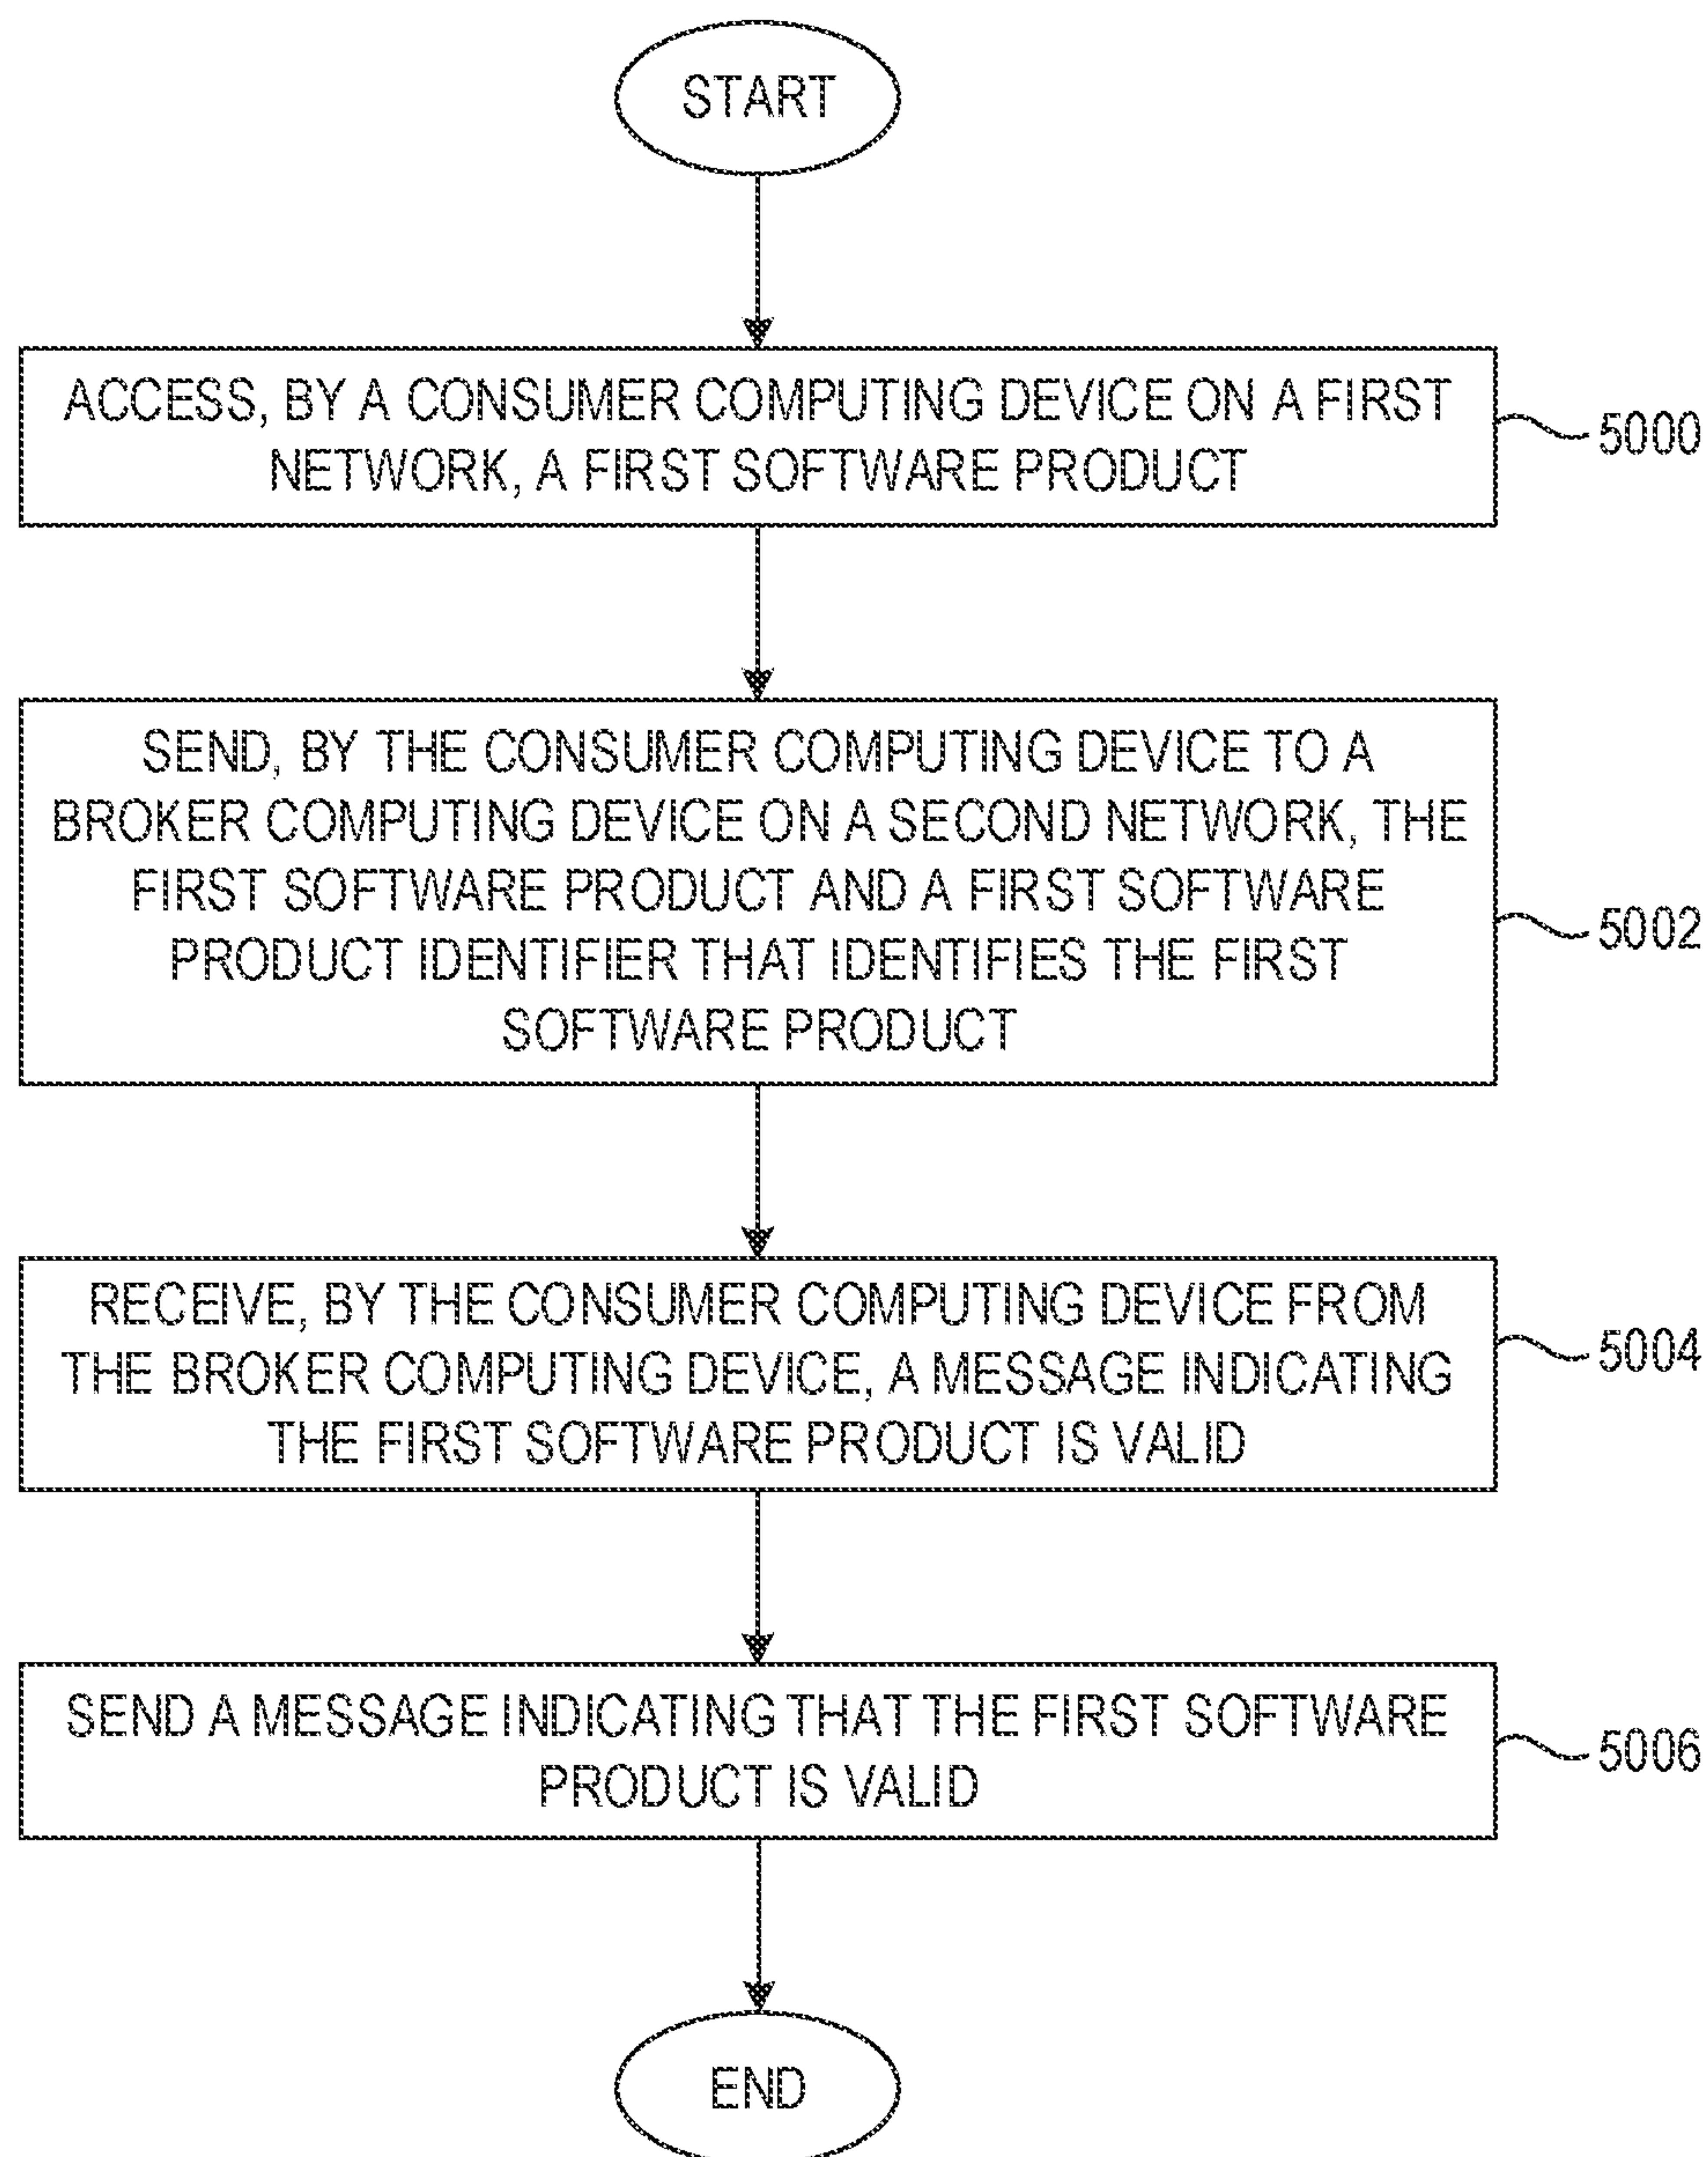 START
ACCESS, BY A CONSUMER COMPUTING DEVICE ON A FIRST
NETWORK, A FIRST SOFTWARE PRODUCT
5000
SEND, BY THE CONSUMER COMPUTING DEVICE TO A
BROKER COMPUTING DEVICE ON A SECOND NETWORK, THE
FIRST SOFTWARE PRODUCT AND A FIRST SOFTWARE
PRODUCT IDENTIFIER THAT IDENTIFIES THE FIRST
SOFTWARE PRODUCT
5002
RECEIVE, BY THE CONSUMER COMPUTING DEVICE FROM
THE BROKER COMPUTING DEVICE, A MESSAGE INDICATING
THE FIRST SOFTWARE PRODUCT IS VALID
5004
SEND A MESSAGE INDICATING THAT THE FIRST SOFTWARE
PRODUCT IS VALID
5006
END